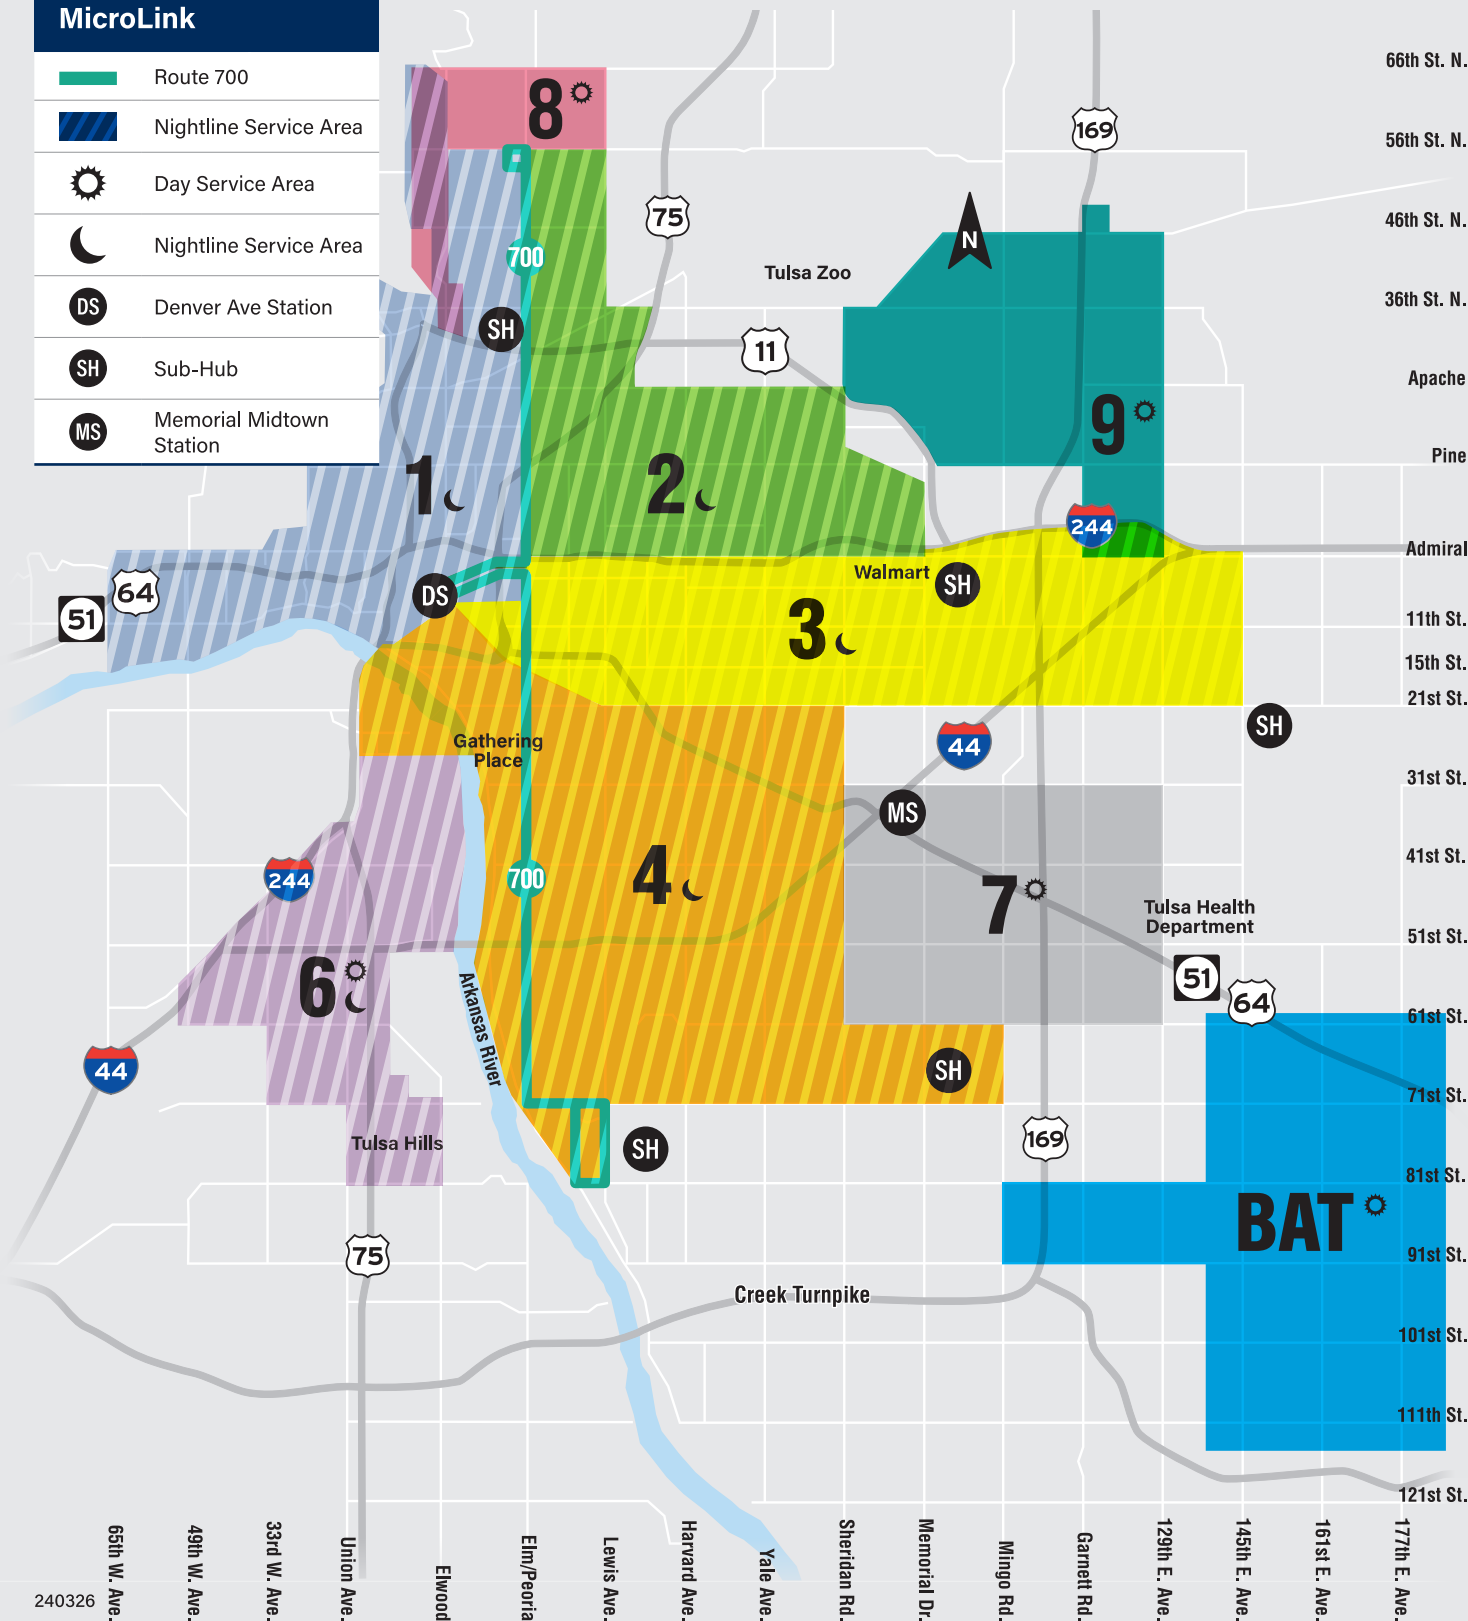 MicroLink
Route 700
Nightline Service Area
Day Service Area
Nightline Service Area
DS
Denver Ave Station
SH
Sub-Hub
MS
Memorial Midtown
Station
66th St. N.
56th St. N.
46th St. N.
36th St. N.
Apache
Pine
Admiral
11th St.
15th St.
21st St.
31st St.
41st St.
51st St.
61st St.
71st St.
81st St.
91st St.
101st St.
111th St.
121st St.
8
169
75
N
700
Tulsa Zoo
SH
11
9
1
2
244
64
51
DS
Walmart
SH
3
SH
Gathering
Place
44
MS
244
700
4
7
Tulsa Health
Department
6
Arkansas River
51
64
44
SH
Tulsa Hills
SH
169
BAT
75
Creek Turnpike
65th W. Ave.
49th W. Ave.
33rd W. Ave.
Union Ave.
Elwood
Elm/Peoria
Lewis Ave.
Harvard Ave.
Yale Ave.
Sheridan Rd.
Memorial Dr.
Mingo Rd.
Garnett Rd.
129th E. Ave.
145th E. Ave.
161st E. Ave.
177th E. Ave.
240326